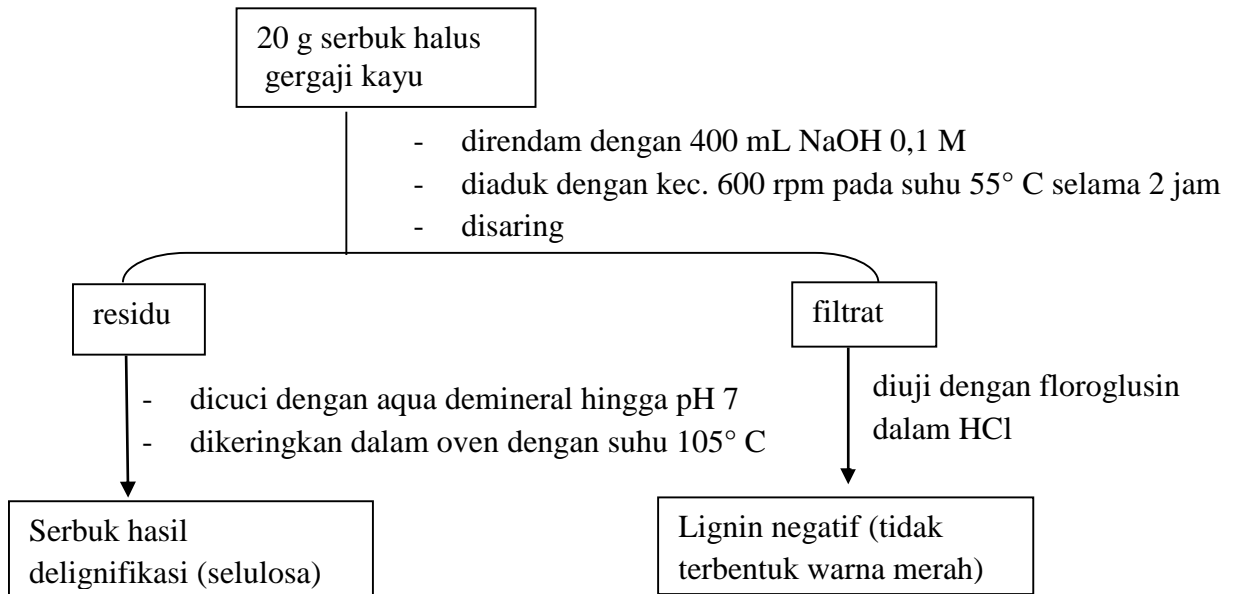 20 g serbuk halus
gergaji kayu
- direndam dengan 400 mL NaOH 0,1 M
- diaduk dengan kec. 600 rpm pada suhu 55° C selama 2 jam
- disaring
residu
filtrat
- dicuci dengan aqua demineral hingga pH 7
- dikeringkan dalam oven dengan suhu 105° C
diuji dengan floroglusin
dalam HCl
Serbuk hasil
delignifikasi (selulosa)
Lignin negatif (tidak
terbentuk warna merah)